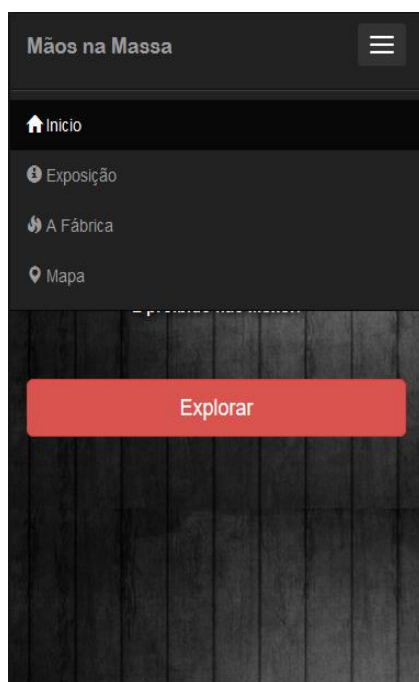 Mãos na Massa
Inicio
Exposição
A Fábrica
Mapa
Explorar